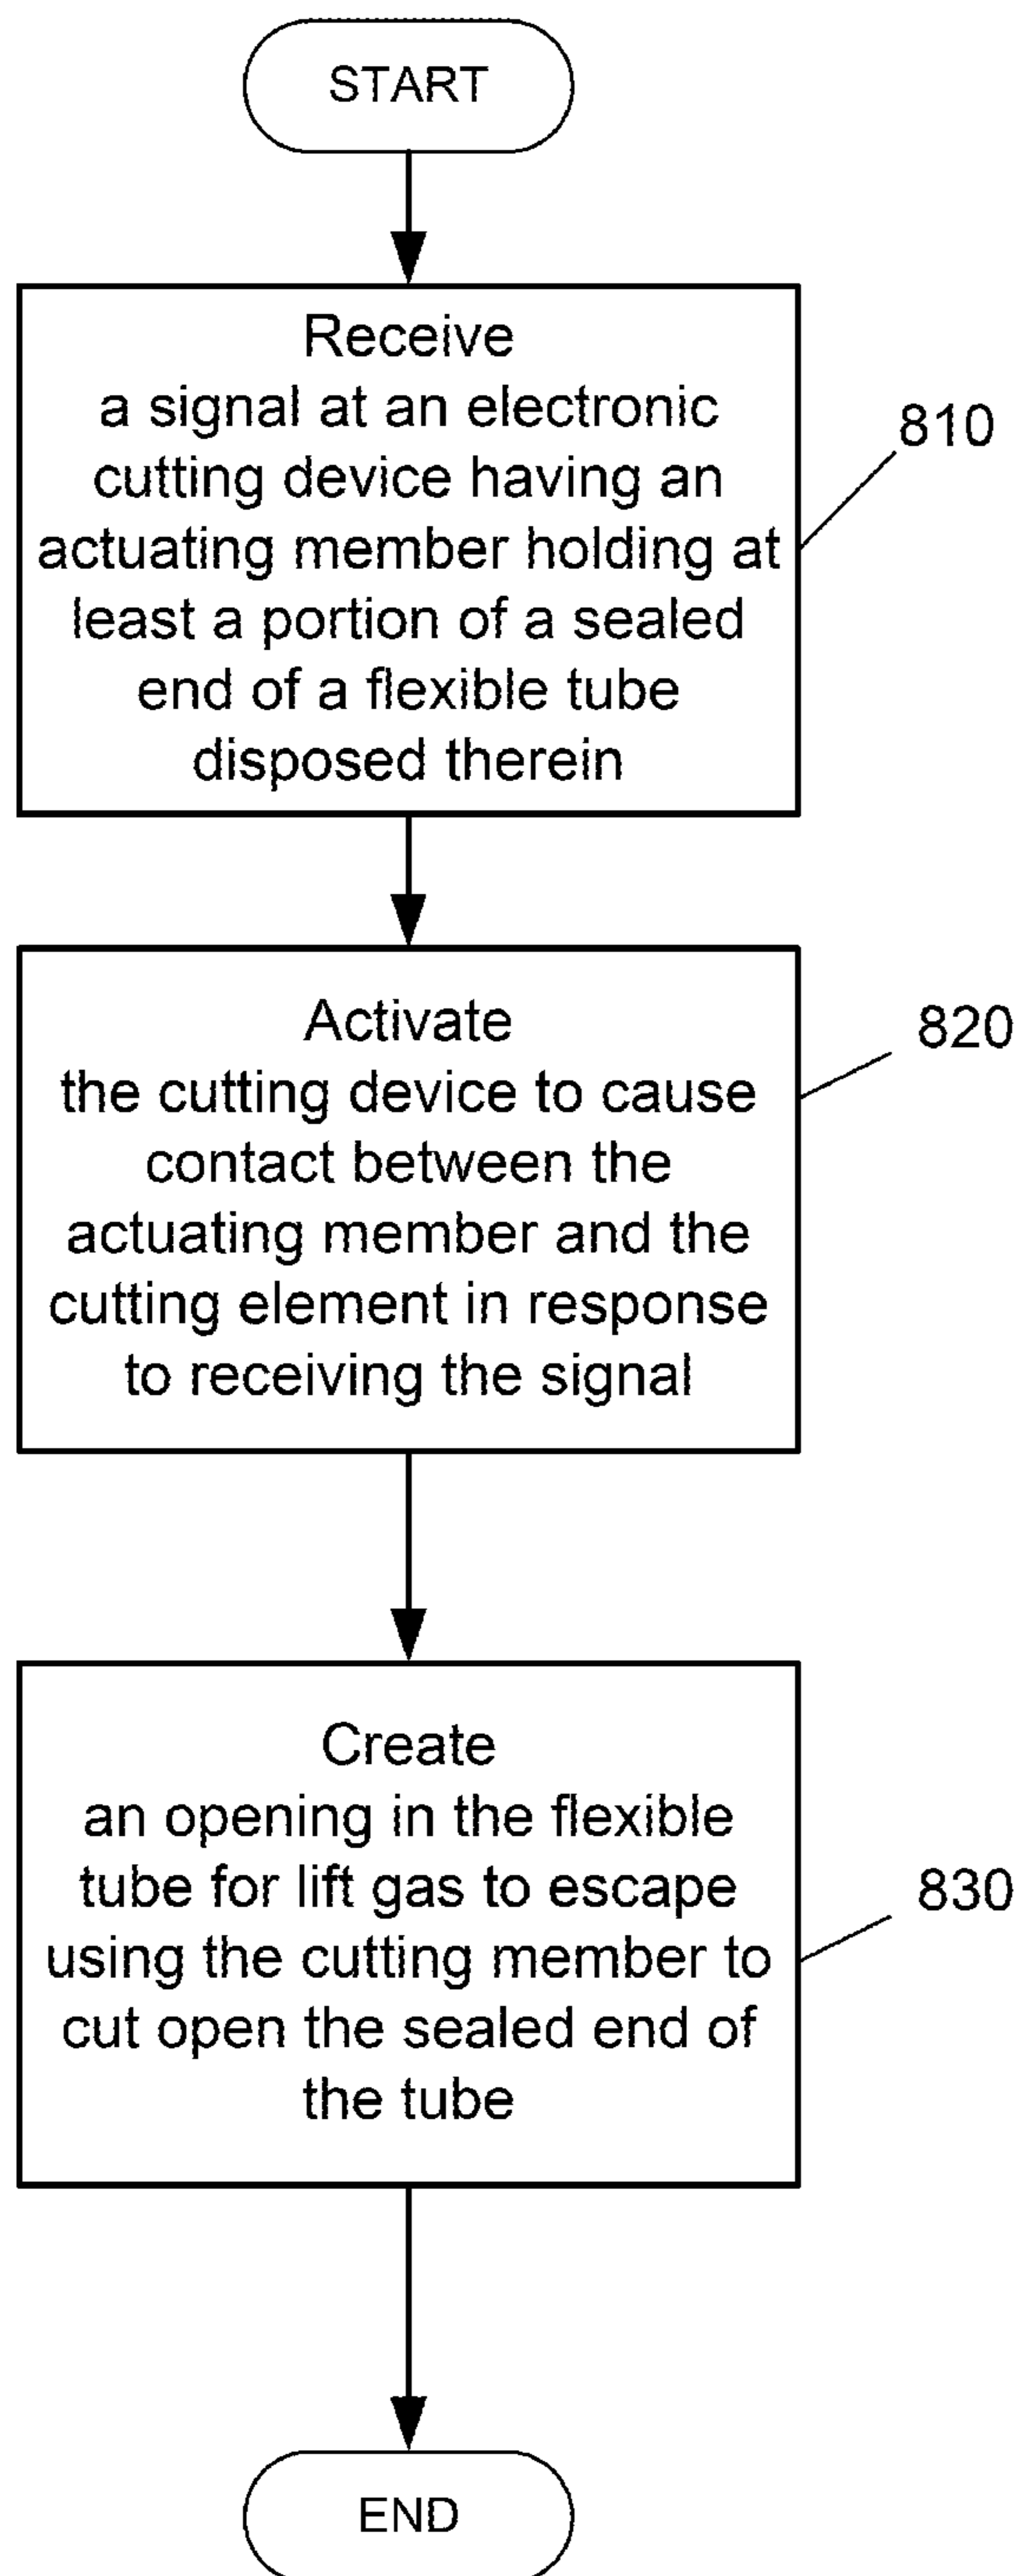 START
Receive
a signal at an electronic
cutting device having an
actuating member holding at
least a portion of a sealed
end of a flexible tube
disposed therein
810
Activate
the cutting device to cause
contact between the
actuating member and the
cutting element in response
to receiving the signal
820
Create
an opening in the flexible
tube for lift gas to escape
using the cutting member to
cut open the sealed end of
the tube
830
END